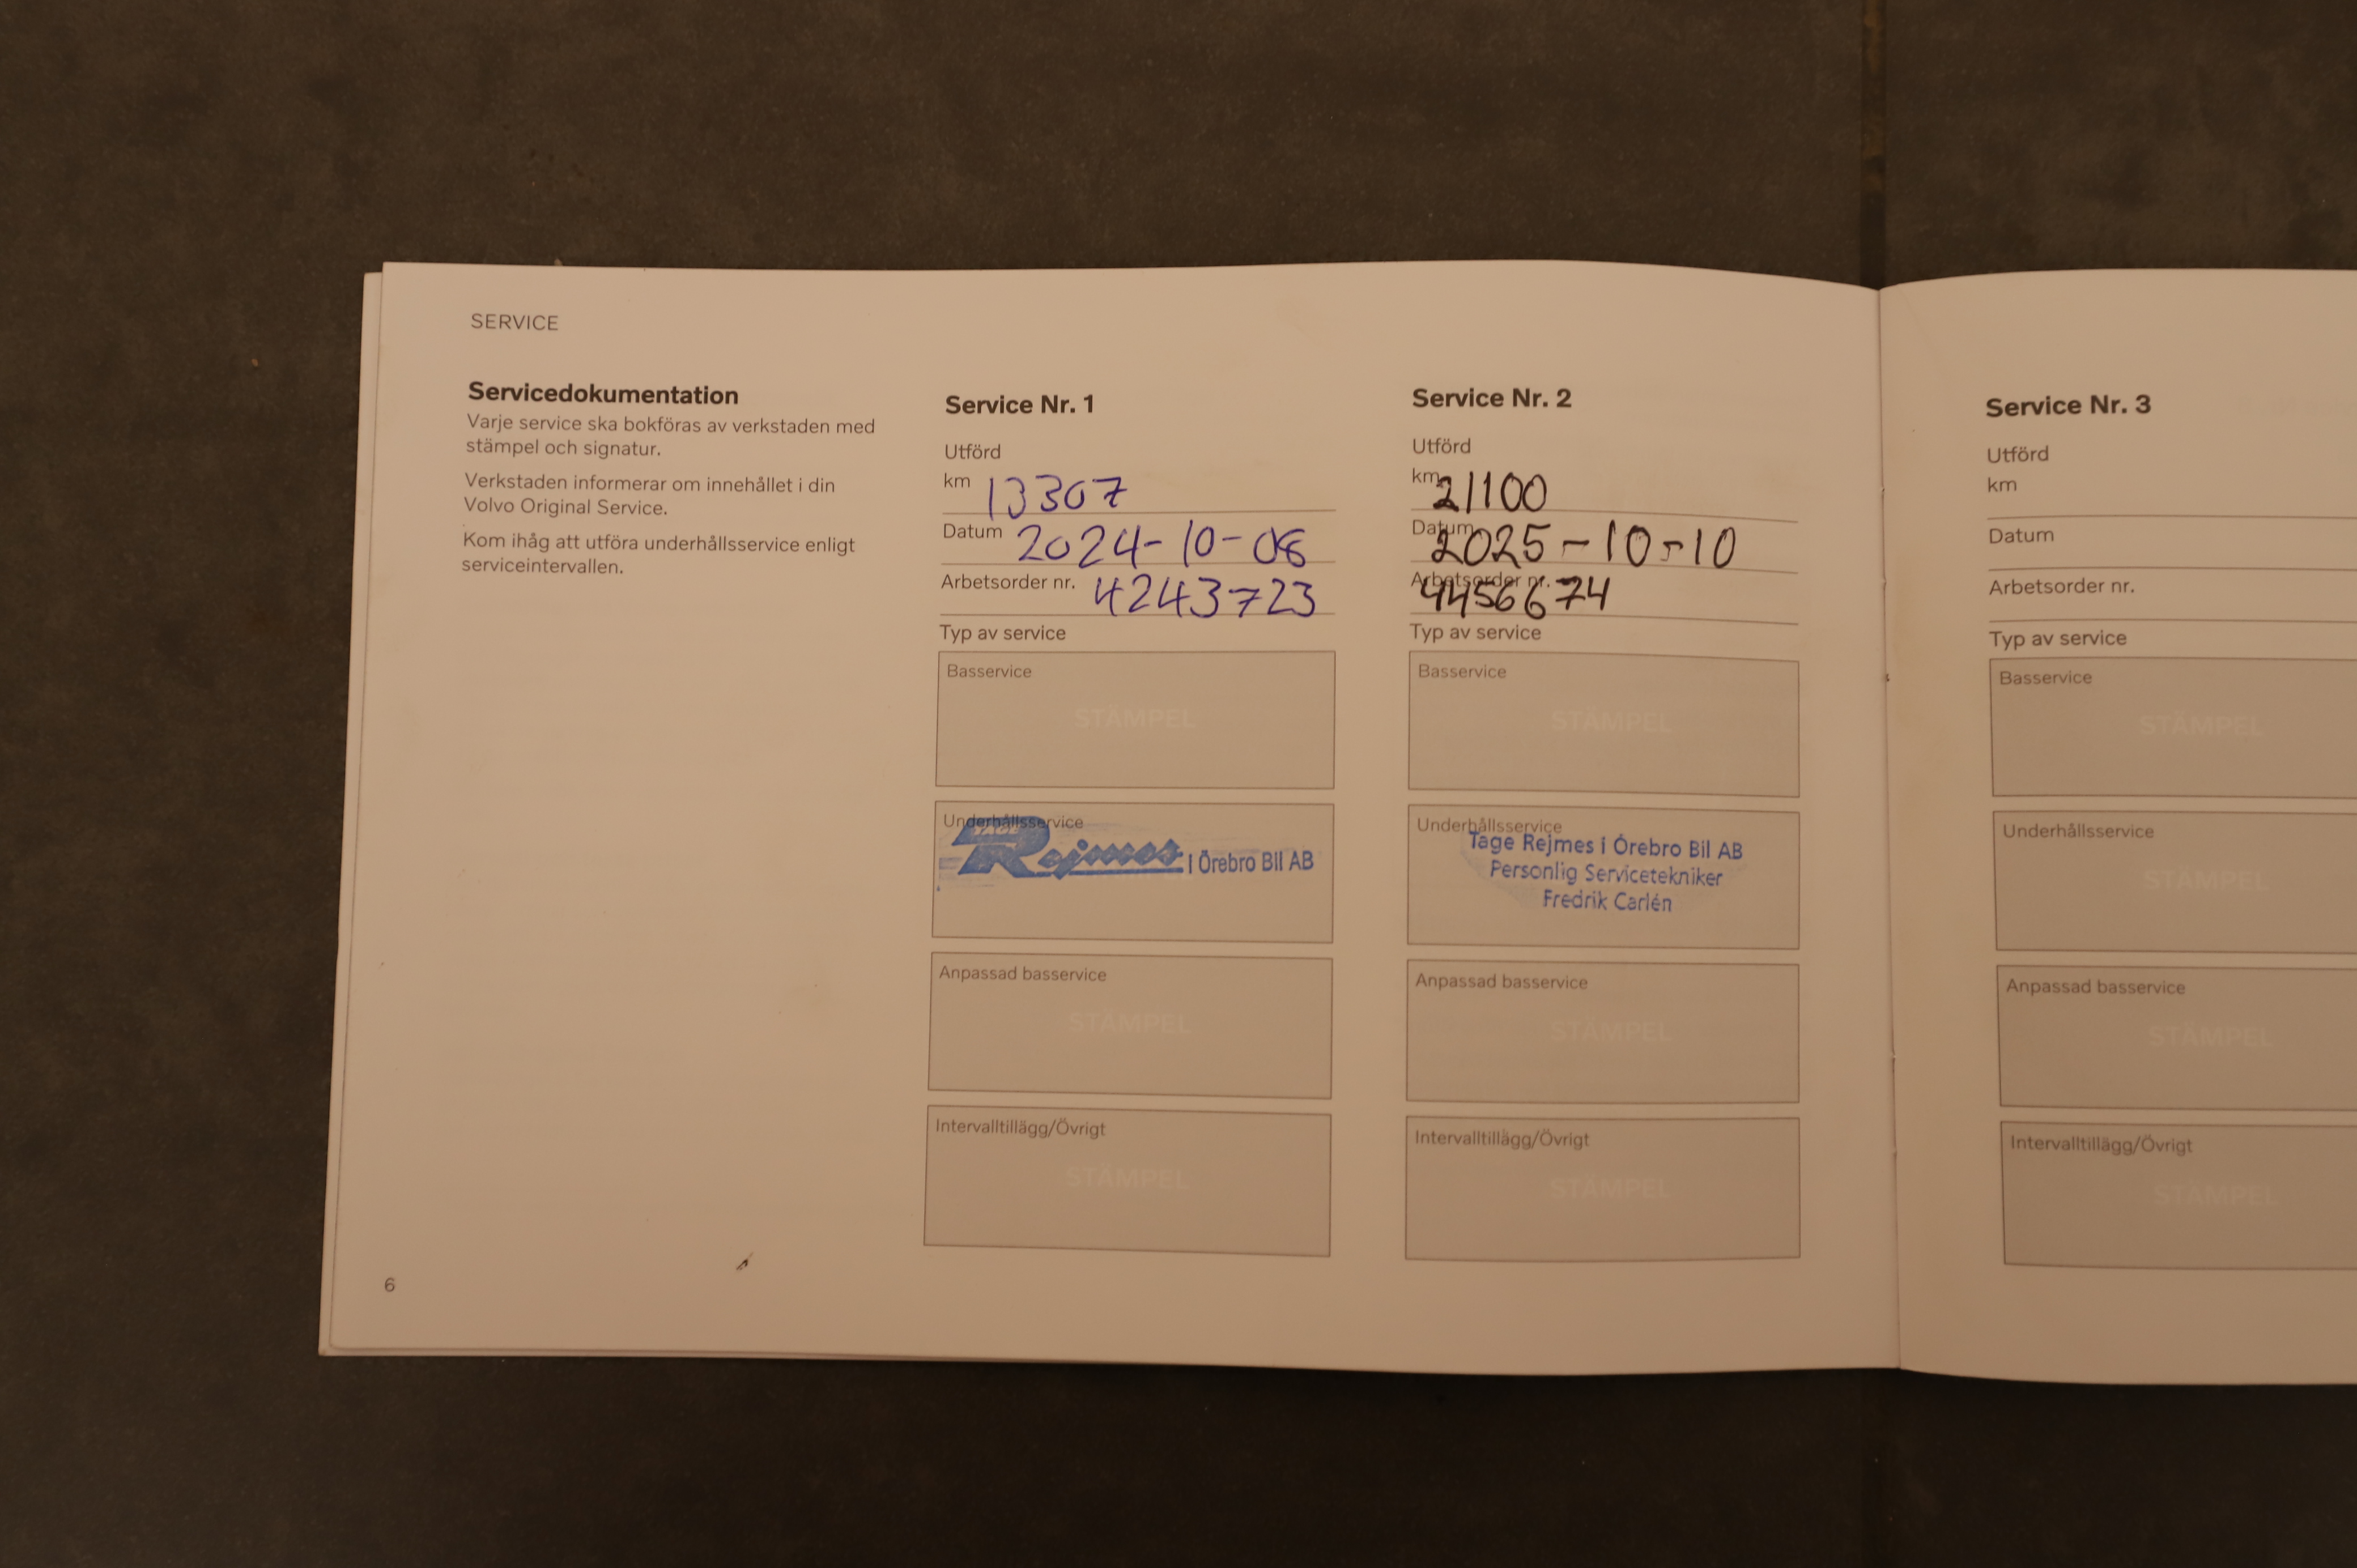 SERVICE
Servicedokumentation
Varje service ska bokföras av verkstaden med
stämpel och signatur.
Verkstaden informerar om innehållet i din
Volvo Original Service.
Kom ihåg att utföra underhållsservice enligt
serviceintervallen.
6
Service Nr. 1
Utförd
km 13307
Datum 2024-10-08
Arbetsorder nr. 4243723
Typ av service
Basservice
STÄMPEL
Underhållsservice
TAGE Rejmes i Örebro Bil AB
Anpassad basservice
STÄMPEL
Intervalltillägg/Övrigt
STÄMPEL
Service Nr. 2
Utförd
km 21100
Datum 2025-10-10
Arbetsorder nr. 4456674
Typ av service
Basservice
STÄMPEL
Underhållsservice
Tage Rejmes i Örebro Bil AB
Personlig Servicetekniker
Fredrik Carlén
Anpassad basservice
STÄMPEL
Intervalltillägg/Övrigt
STÄMPEL
Service Nr. 3
Utförd
km
Datum
Arbetsorder nr.
Typ av service
Basservice
STÄMPEL
Underhållsservice
STÄMPEL
Anpassad basservice
STÄMPEL
Intervalltillägg/Övrigt
STÄMPEL